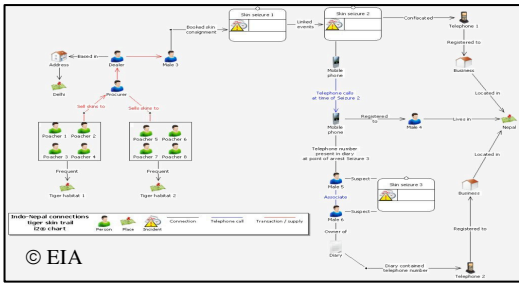 Skin seizure 1
Skin seizure 2
Booked skin
consignment
Linked
events
Confiscated
Telephone 1
Registered to
Address
Based in
Dealer
Male 3
Mobile
phone
Business
Delhi
Procurer
Telephone calls
at time of Seizure 2
Located in
Sell skins to
Sells skins to
Poacher 1
Poacher 2
Poacher 5
Poacher 6
Mobile
phone
Registered
to
Male 4
Lives in
Nepal
Poacher 3
Poacher 4
Poacher 7
Poacher 8
Telephone number
present in diary
at point of arrest Seizure 3
Located in
Frequent
Frequent
Male 5
Suspect
Skin seizure 3
Business
Tiger habitat 1
Tiger habitat 2
Associate
Male 6
Suspect
Indo-Nepal connections
tiger skin trail
i2® chart
Person
Place
Incident
Connection
Telephone call
Transaction / supply
Owner of
Registered to
Diary
© EIA
Diary contained
telephone number
Telephone 2